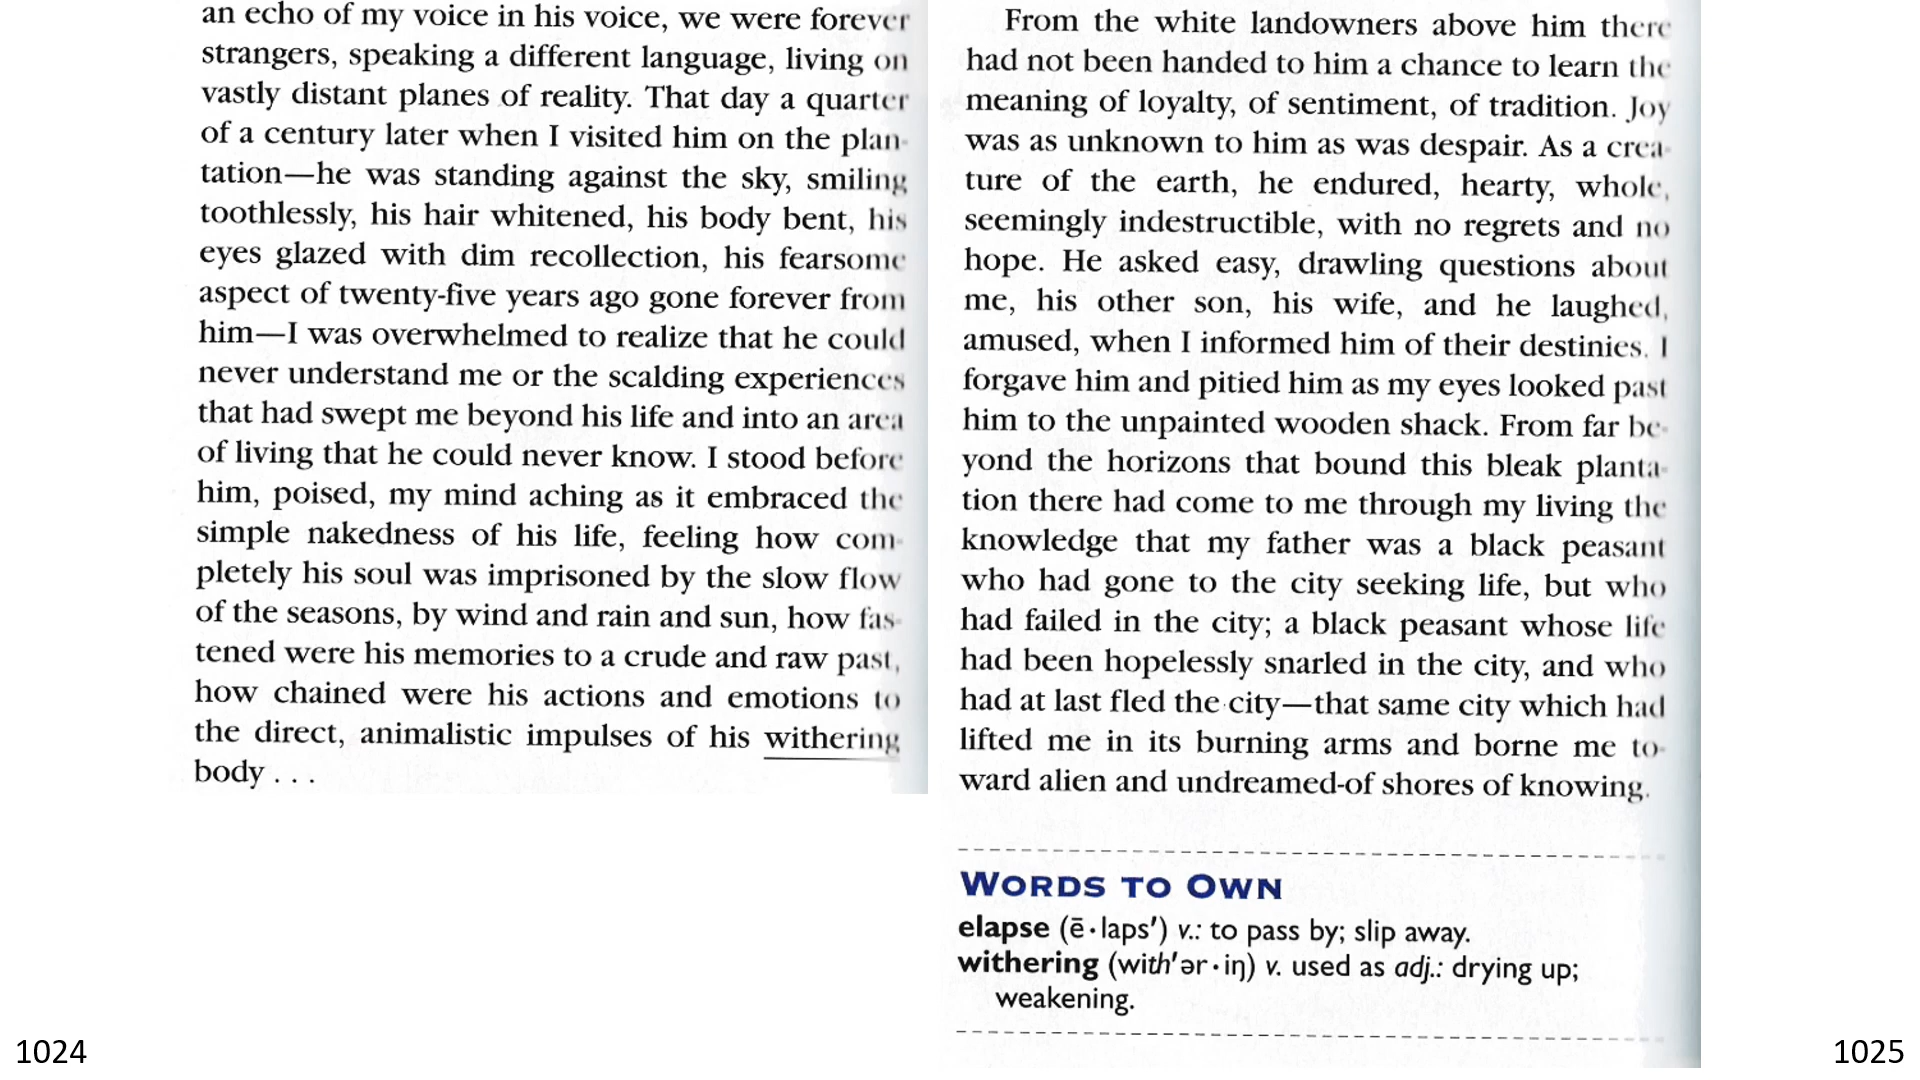 an echo of my voice in his voice, we were forever
strangers, speaking a different language, living on
vastly distant planes of reality. That day a quarter
of a century later when I visited him on the plan-
tation—he was standing against the sky, smiling
toothlessly, his hair whitened, his body bent, his
eyes glazed with dim recollection, his fearsome
aspect of twenty-five years ago gone forever from
him—I was overwhelmed to realize that he could
never understand me or the scalding experiences
that had swept me beyond his life and into an area
of living that he could never know. I stood before
him, poised, my mind aching as it embraced the
simple nakedness of his life, feeling how com-
pletely his soul was imprisoned by the slow flow
of the seasons, by wind and rain and sun, how fas-
tened were his memories to a crude and raw past,
how chained were his actions and emotions to
the direct, animalistic impulses of his withering
body . . .
From the white landowners above him there
had not been handed to him a chance to learn the
meaning of loyalty, of sentiment, of tradition. Joy
was as unknown to him as was despair. As a crea-
ture of the earth, he endured, hearty, whole,
seemingly indestructible, with no regrets and no
hope. He asked easy, drawling questions about
me, his other son, his wife, and he laughed,
amused, when I informed him of their destinies. I
forgave him and pitied him as my eyes looked past
him to the unpainted wooden shack. From far be-
yond the horizons that bound this bleak planta-
tion there had come to me through my living the
knowledge that my father was a black peasant
who had gone to the city seeking life, but who
had failed in the city; a black peasant whose life
had been hopelessly snarled in the city, and who
had at last fled the city—that same city which had
lifted me in its burning arms and borne me to-
ward alien and undreamed-of shores of knowing.
WORDS TO OWN
elapse (ē·laps′) v.: to pass by; slip away.
withering (with′ər·iŋ) v. used as adj.: drying up;
weakening.
1024
1025